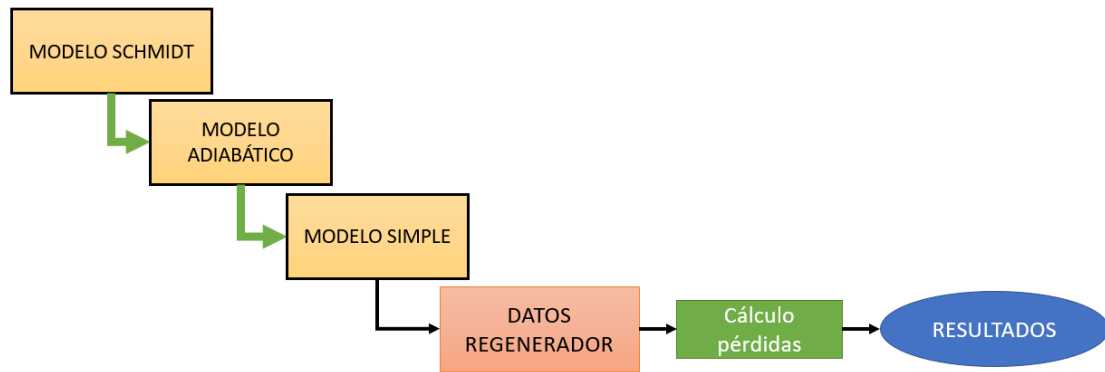 MODELO SCHMIDT
MODELO
ADIABÁTICO
MODELO SIMPLE
DATOS
REGENERADOR
Cálculo
pérdidas
RESULTADOS